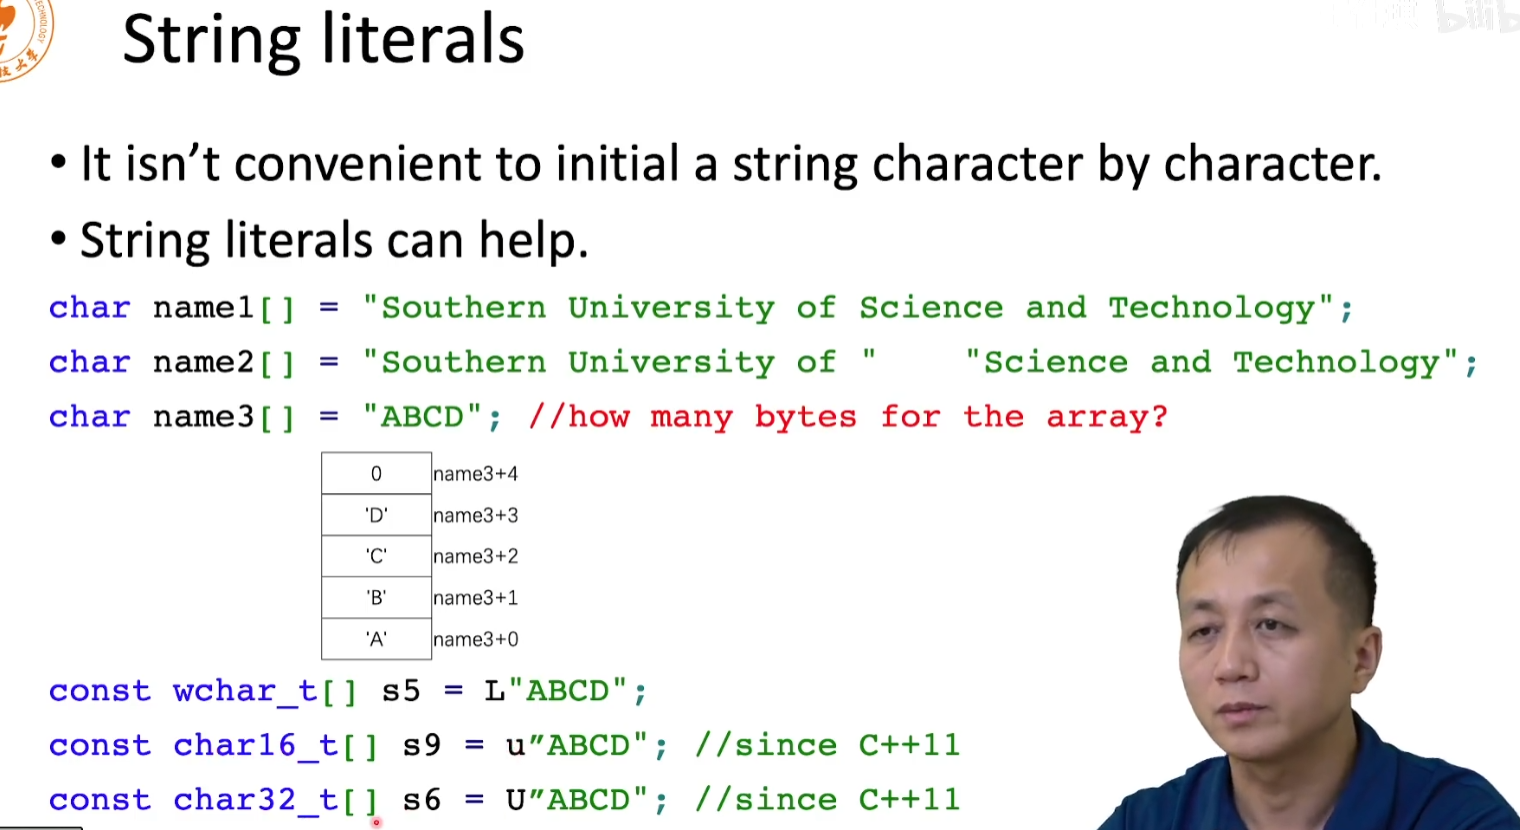 String literals
• It isn’t convenient to initial a string character by character.
• String literals can help.
char name1[] = "Southern University of Science and Technology";
char name2[] = "Southern University of "    "Science and Technology";
char name3[] = "ABCD"; //how many bytes for the array?
0 name3+4
'D' name3+3
'C' name3+2
'B' name3+1
'A' name3+0
const wchar_t[] s5 = L"ABCD";
const char16_t[] s9 = u”ABCD"; //since C++11
const char32_t[] s6 = U”ABCD"; //since C++11